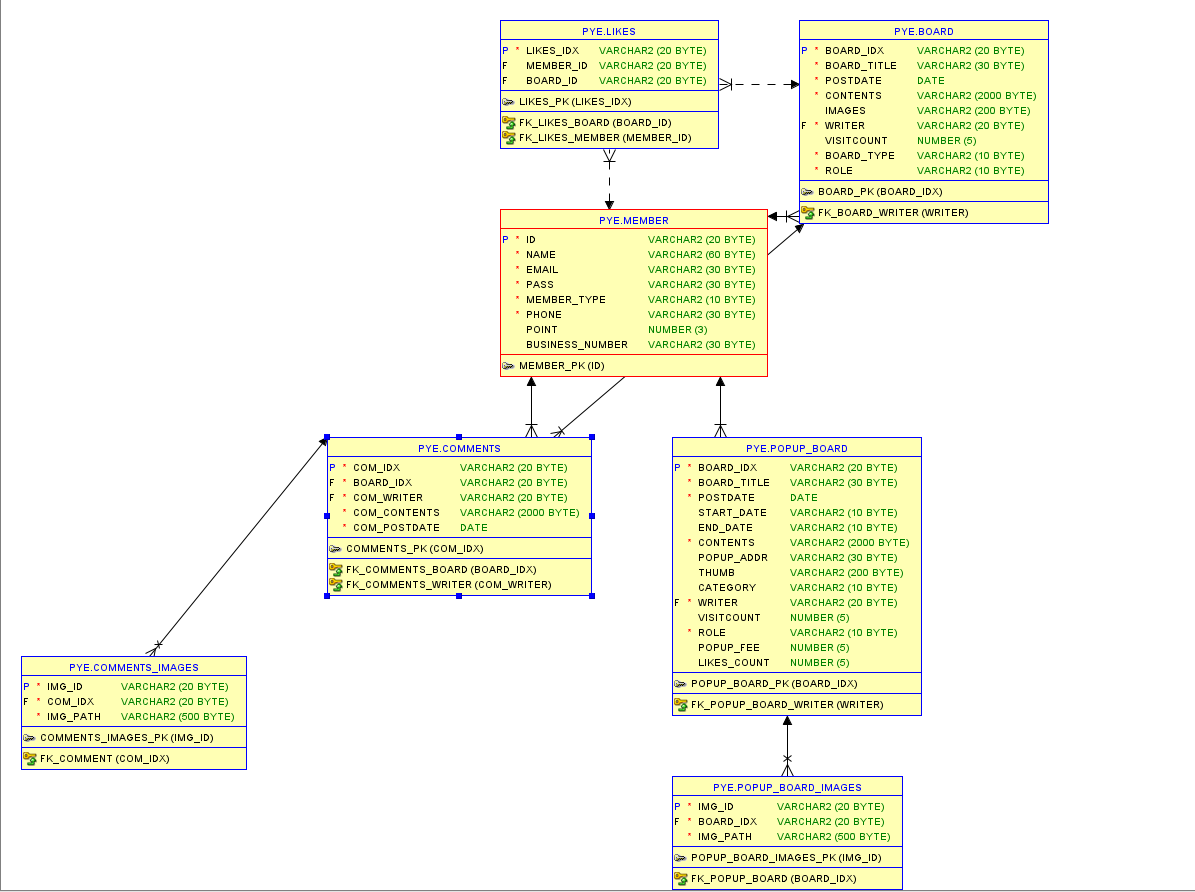 PYE.LIKES
P * LIKES_IDX VARCHAR2 (20 BYTE)
F MEMBER_ID VARCHAR2 (20 BYTE)
F BOARD_ID VARCHAR2 (20 BYTE)
LIKES_PK (LIKES_IDX)
FK_LIKES_BOARD (BOARD_ID)
FK_LIKES_MEMBER (MEMBER_ID)
PYE.BOARD
P * BOARD_IDX VARCHAR2 (20 BYTE)
* BOARD_TITLE VARCHAR2 (30 BYTE)
* POSTDATE DATE
* CONTENTS VARCHAR2 (2000 BYTE)
IMAGES VARCHAR2 (200 BYTE)
F * WRITER VARCHAR2 (20 BYTE)
VISITCOUNT NUMBER (5)
* BOARD_TYPE VARCHAR2 (10 BYTE)
* ROLE VARCHAR2 (10 BYTE)
BOARD_PK (BOARD_IDX)
FK_BOARD_WRITER (WRITER)
PYE.MEMBER
P * ID VARCHAR2 (20 BYTE)
* NAME VARCHAR2 (60 BYTE)
* EMAIL VARCHAR2 (30 BYTE)
* PASS VARCHAR2 (30 BYTE)
* MEMBER_TYPE VARCHAR2 (10 BYTE)
* PHONE VARCHAR2 (30 BYTE)
POINT NUMBER (3)
BUSINESS_NUMBER VARCHAR2 (30 BYTE)
MEMBER_PK (ID)
PYE.COMMENTS
P * COM_IDX VARCHAR2 (20 BYTE)
F * BOARD_IDX VARCHAR2 (20 BYTE)
F * COM_WRITER VARCHAR2 (20 BYTE)
* COM_CONTENTS VARCHAR2 (2000 BYTE)
* COM_POSTDATE DATE
COMMENTS_PK (COM_IDX)
FK_COMMENTS_BOARD (BOARD_IDX)
FK_COMMENTS_WRITER (COM_WRITER)
PYE.POPUP_BOARD
P * BOARD_IDX VARCHAR2 (20 BYTE)
* BOARD_TITLE VARCHAR2 (30 BYTE)
* POSTDATE DATE
START_DATE VARCHAR2 (10 BYTE)
END_DATE VARCHAR2 (10 BYTE)
* CONTENTS VARCHAR2 (2000 BYTE)
POPUP_ADDR VARCHAR2 (30 BYTE)
THUMB VARCHAR2 (200 BYTE)
CATEGORY VARCHAR2 (10 BYTE)
F * WRITER VARCHAR2 (20 BYTE)
VISITCOUNT NUMBER (5)
* ROLE VARCHAR2 (10 BYTE)
POPUP_FEE NUMBER (5)
LIKES_COUNT NUMBER (5)
POPUP_BOARD_PK (BOARD_IDX)
FK_POPUP_BOARD_WRITER (WRITER)
PYE.COMMENTS_IMAGES
P * IMG_ID VARCHAR2 (20 BYTE)
F * COM_IDX VARCHAR2 (20 BYTE)
* IMG_PATH VARCHAR2 (500 BYTE)
COMMENTS_IMAGES_PK (IMG_ID)
FK_COMMENT (COM_IDX)
PYE.POPUP_BOARD_IMAGES
P * IMG_ID VARCHAR2 (20 BYTE)
F * BOARD_IDX VARCHAR2 (20 BYTE)
* IMG_PATH VARCHAR2 (500 BYTE)
POPUP_BOARD_IMAGES_PK (IMG_ID)
FK_POPUP_BOARD (BOARD_IDX)